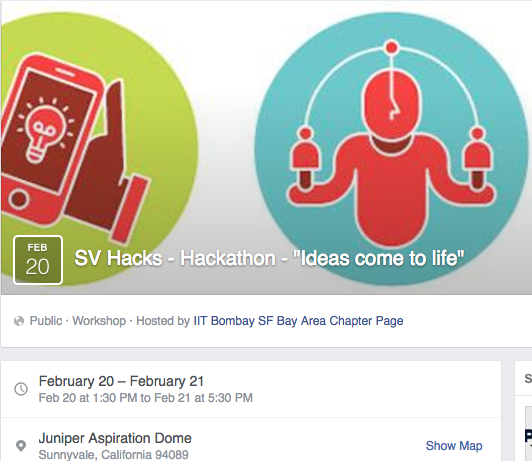 FEB
20
SV Hacks - Hackathon - "Ideas come to life"
Public · Workshop · Hosted by IIT Bombay SF Bay Area Chapter Page
February 20 – February 21
Feb 20 at 1:30 PM to Feb 21 at 5:30 PM
Juniper Aspiration Dome
Show Map
Sunnyvale, California 94089